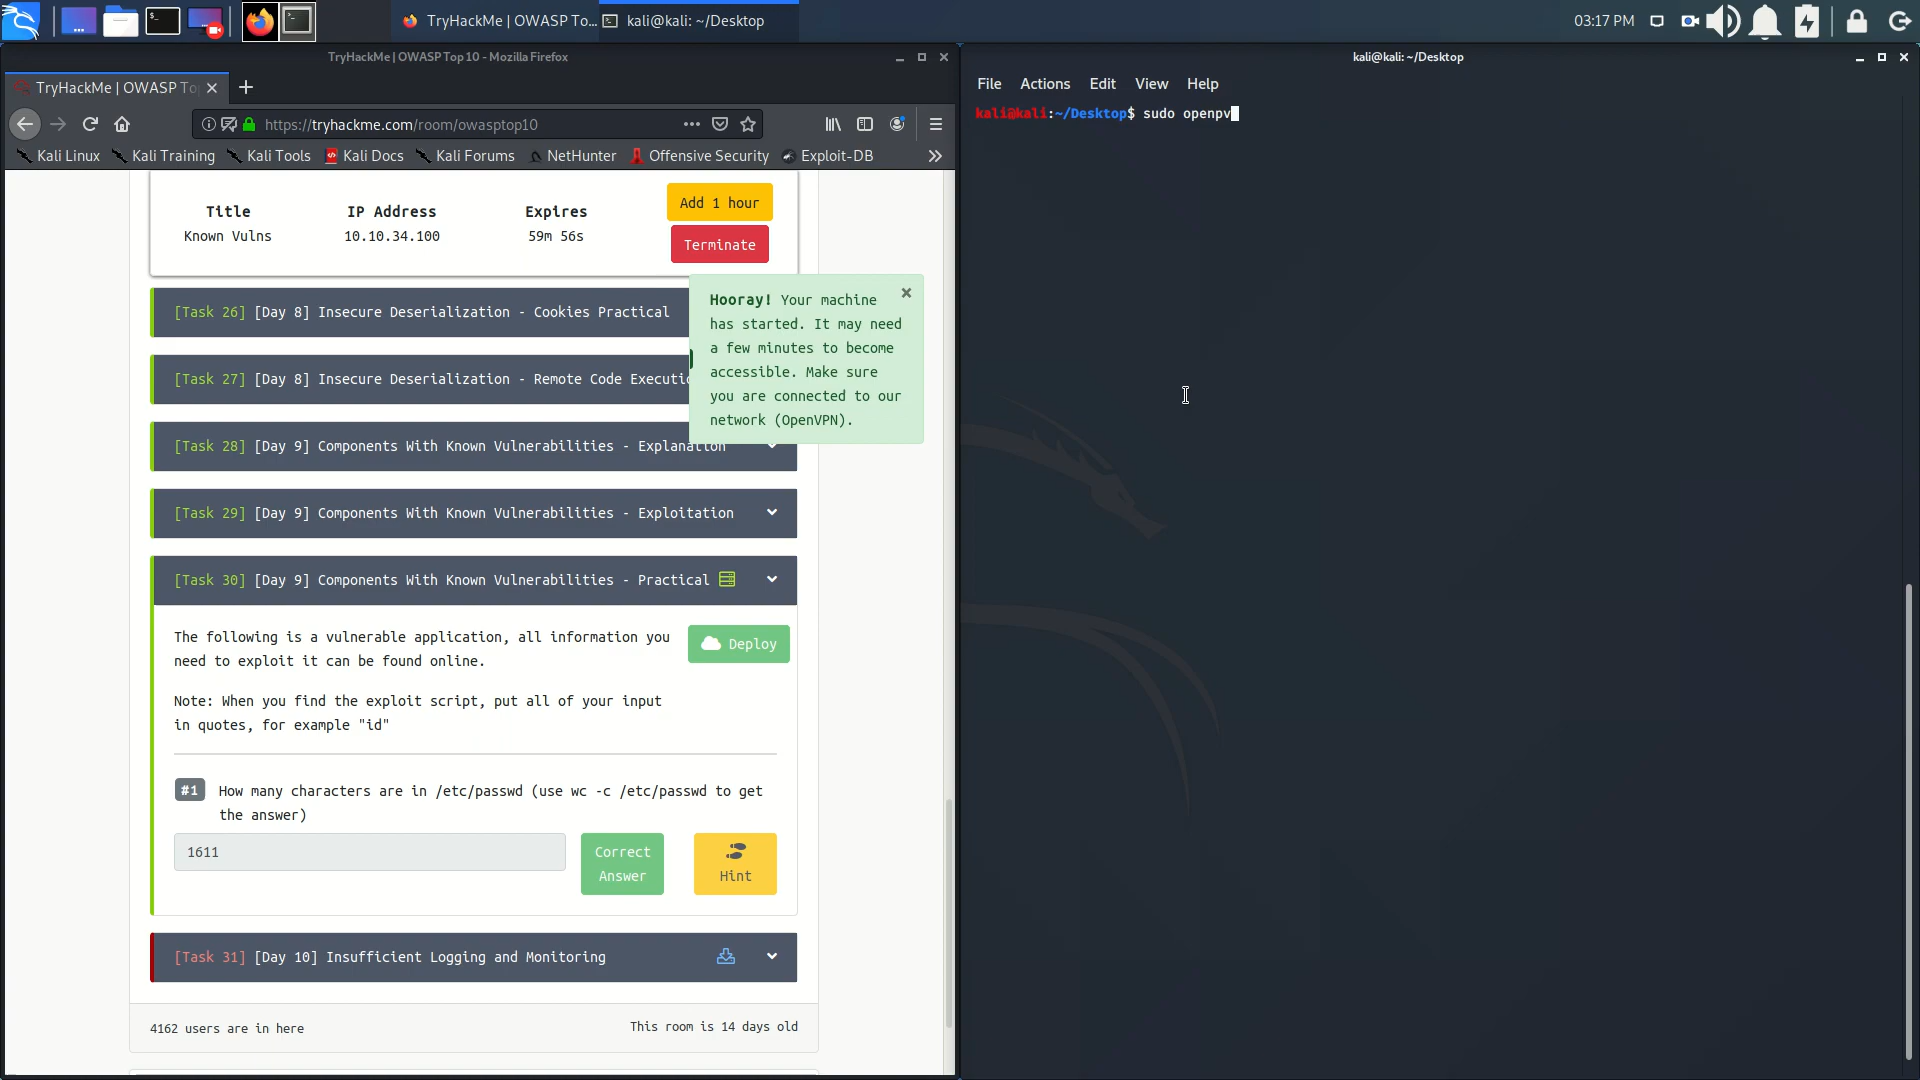 TryHackMe | OWASP To...
kali@kali: ~/Desktop
03:17 PM
TryHackMe | OWASP Top 10 - Mozilla Firefox
TryHackMe | OWASP To
https://tryhackme.com/room/owasptop10
Kali Linux
Kali Training
Kali Tools
Kali Docs
Kali Forums
NetHunter
Offensive Security
Exploit-DB
Title
IP Address
Expires
Add 1 hour
Known Vulns
10.10.34.100
59m 56s
Terminate
[Task 26] [Day 8] Insecure Deserialization - Cookies Practical
[Task 27] [Day 8] Insecure Deserialization - Remote Code Executio
[Task 28] [Day 9] Components With Known Vulnerabilities - Explanation
Hooray! Your machine
has started. It may need
a few minutes to become
accessible. Make sure
you are connected to our
network (OpenVPN).
[Task 29] [Day 9] Components With Known Vulnerabilities - Exploitation
[Task 30] [Day 9] Components With Known Vulnerabilities - Practical
The following is a vulnerable application, all information you
need to exploit it can be found online.
Deploy
Note: When you find the exploit script, put all of your input
in quotes, for example "id"
#1
How many characters are in /etc/passwd (use wc -c /etc/passwd to get
the answer)
1611
Correct
Answer
Hint
[Task 31] [Day 10] Insufficient Logging and Monitoring
4162 users are in here
This room is 14 days old
kali@kali: ~/Desktop
File
Actions
Edit
View
Help
kali@kali:~/Desktop$ sudo openpv